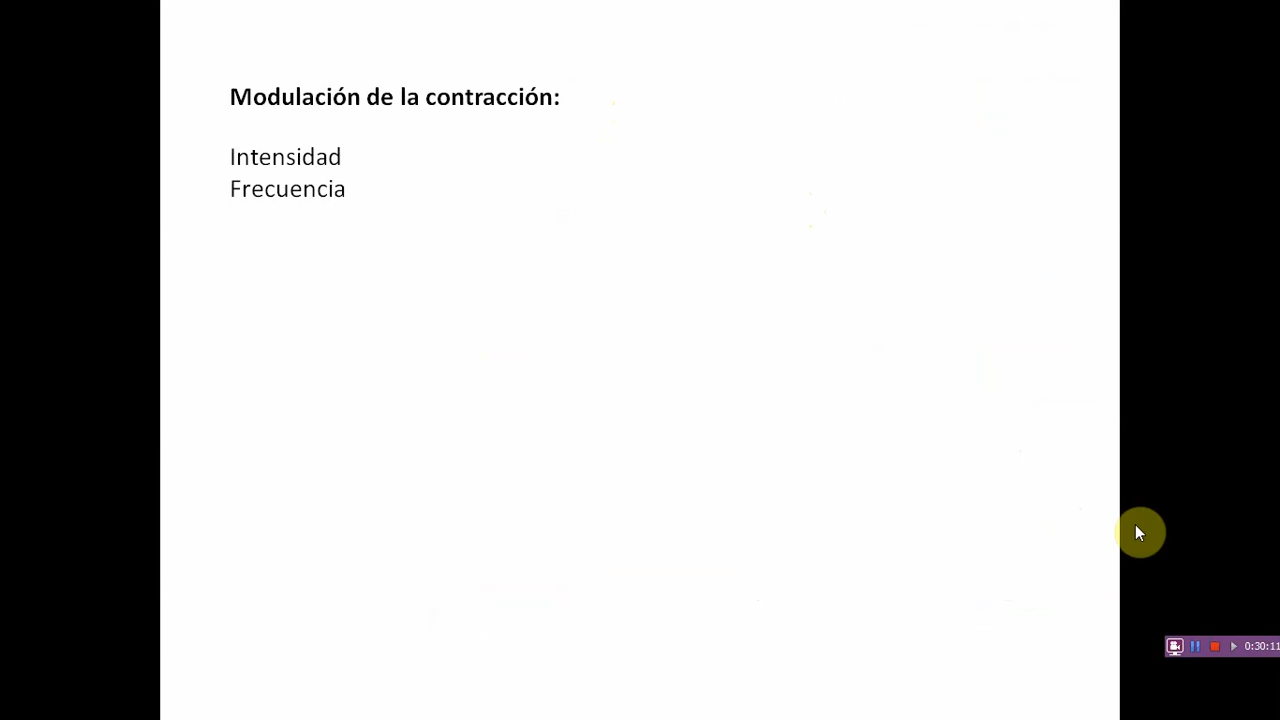 Modulación de la contracción:
Intensidad
Frecuencia
0:30:11